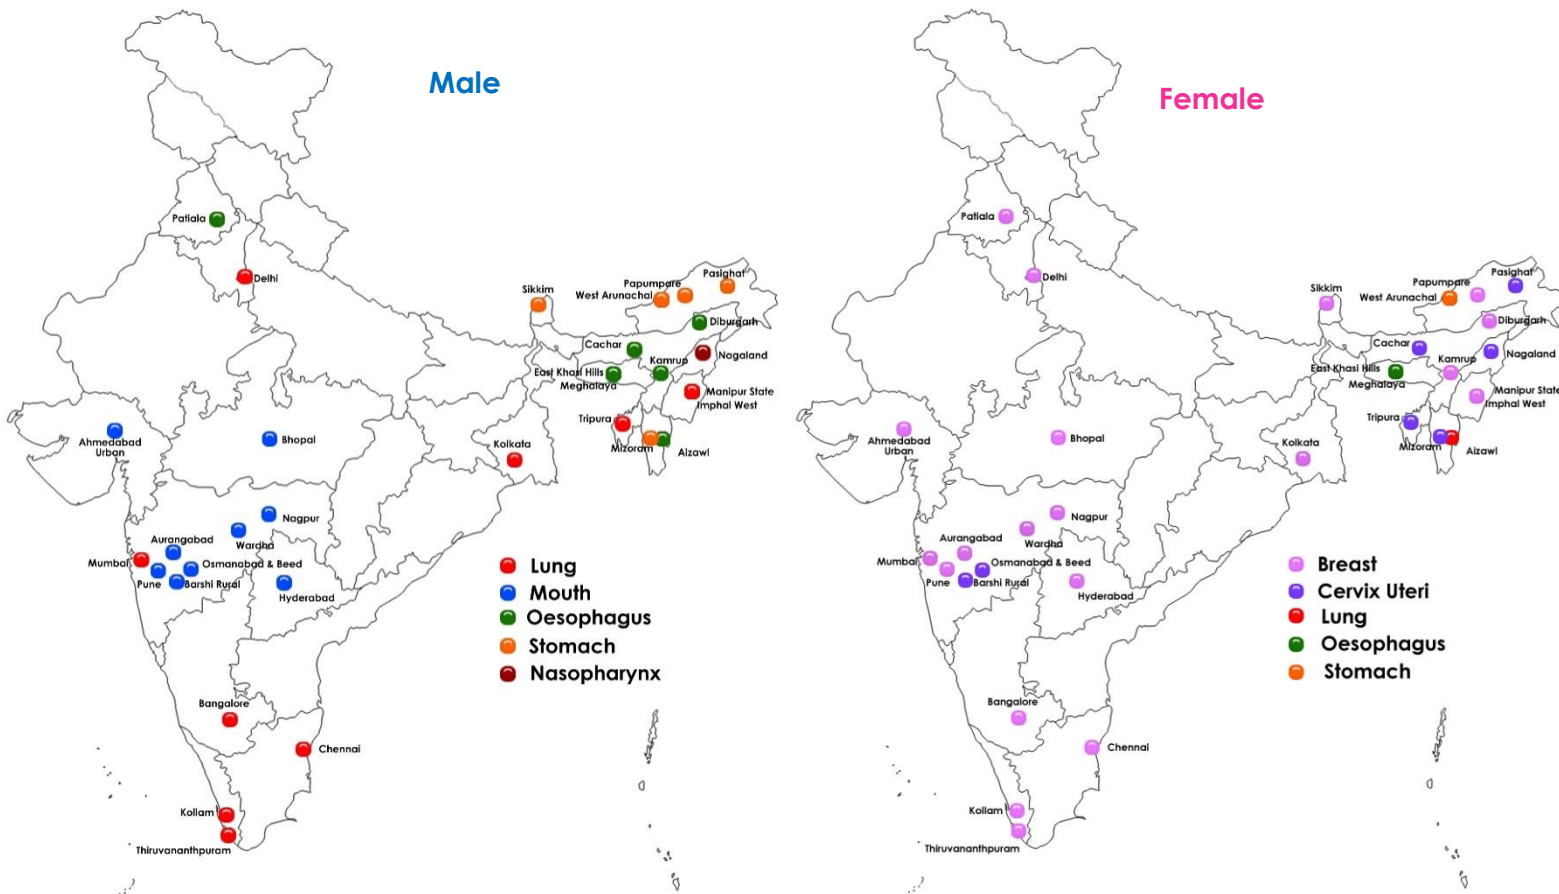 Male
Patiala
Delhi
Sikkim
Papumpare
Pasighat
West Arunachal
Diburgarh
Cachar
Nagaland
Kamrup
East Khasi Hills
Meghalaya
Manipur State
Imphal West
Tripura
Mizoram
Aizawl
Kolkata
Ahmedabad
Urban
Bhopal
Nagpur
Wardha
Aurangabad
Mumbai
Osmanabad & Beed
Pune
Barshi Rural
Hyderabad
Bangalore
Chennai
Kollam
Thiruvananthpuram
Lung
Mouth
Oesophagus
Stomach
Nasopharynx
Female
Patiala
Delhi
Sikkim
Papumpare
Pasighat
West Arunachal
Diburgarh
Cachar
Nagaland
Kamrup
East Khasi Hills
Meghalaya
Manipur State
Imphal West
Tripura
Mizoram
Aizawl
Kolkata
Ahmedabad
Urban
Bhopal
Nagpur
Wardha
Aurangabad
Mumbai
Osmanabad & Beed
Pune
Barshi Rural
Hyderabad
Bangalore
Chennai
Kollam
Thiruvananthpuram
Breast
Cervix Uteri
Lung
Oesophagus
Stomach